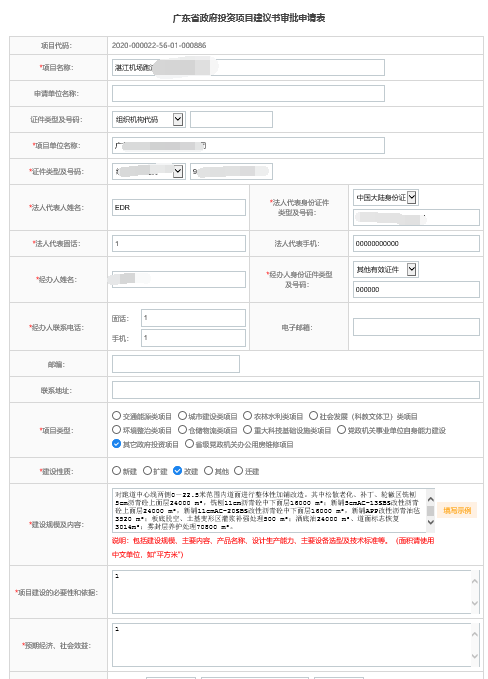 广东省政府投资项目建议书审批申请表
项目代码： 2020-000022-56-01-000886
*项目名称： 湛江机场跑
申请单位名称：
证件类型及号码： 组织机构代码
*项目单位名称： 广
*证件类型及号码： 9
*法人代表人姓名： EDR *法人代表身份证件类型及号码： 中国大陆身份证
*法人代表固话： 1 法人代表手机： 00000000000
*经办人姓名： *经办人身份证件类型及号码： 其他有效证件
000000
*经办人联系电话： 固话： 1 电子邮箱：
手机： 1
邮编：
联系地址：
*项目类型： 交通能源类项目 城市建设类项目 农林水利类项目 社会发展（科教文体卫）类项目
环境整治类项目 仓储物流类项目 重大科技基础设施类项目 党政机关事业单位自身能力建设
其它政府投资项目 省级党政机关办公用房维修项目
*建设性质： 新建 扩建 改建 其他 迁建
*建设规模及内容： 对跑道中心线两侧0－22.5米范围内道面进行整体性加铺改造，其中松散老化、补丁、轮辙区铣刨
5cm沥青砼上面层24000 m²；铣刨11cm沥青砼中下面层16000 m²；新铺5cmAC-13SBS改性沥青
砼上面层24000 m²，新铺11cmAC-20SBS改性沥青砼中下面层16000 m²；新铺APP改性沥青油毡
3520 m²；板底脱空、土基变形区灌浆补强处理500 m²；洒底油24000 m²、道面标志恢复
3014m²；雾封层养护处理70500 m²。
填写示例
说明：包括建设规模、主要内容、产品名称、设计生产能力、主要设备选型及技术标准等。（面积请使用
中文单位，如"平方米"）
*项目建设的必要性和依据： 1
*预期经济、社会效益： 1